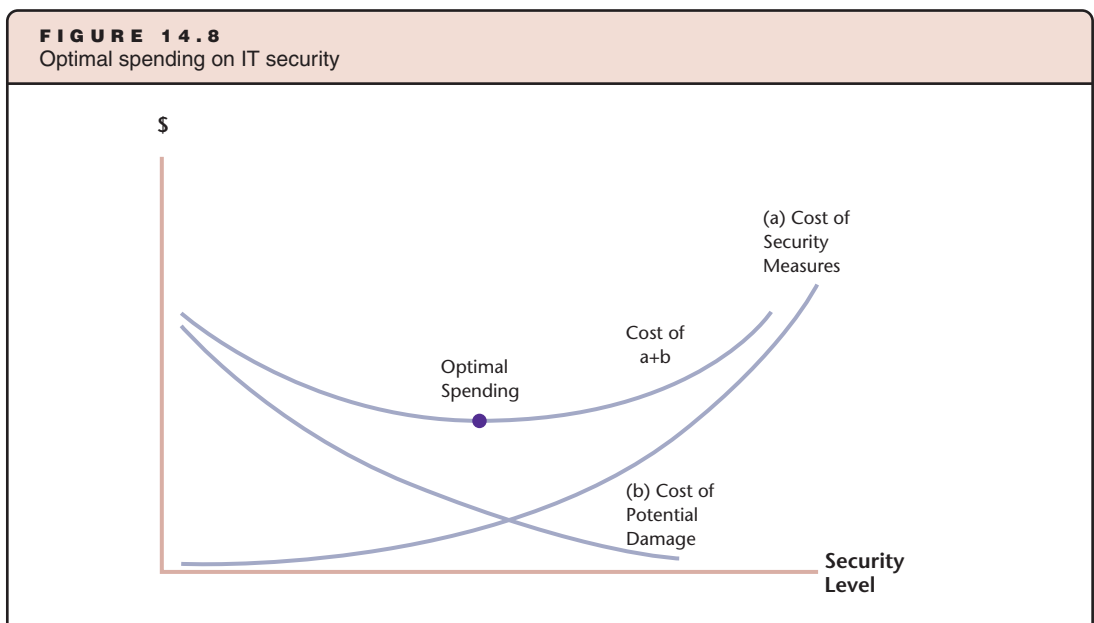 FIGURE 14.8
Optimal spending on IT security
$
(a) Cost of
Security
Measures
Cost of
a+b
Optimal
Spending
(b) Cost of
Potential
Damage
Security
Level